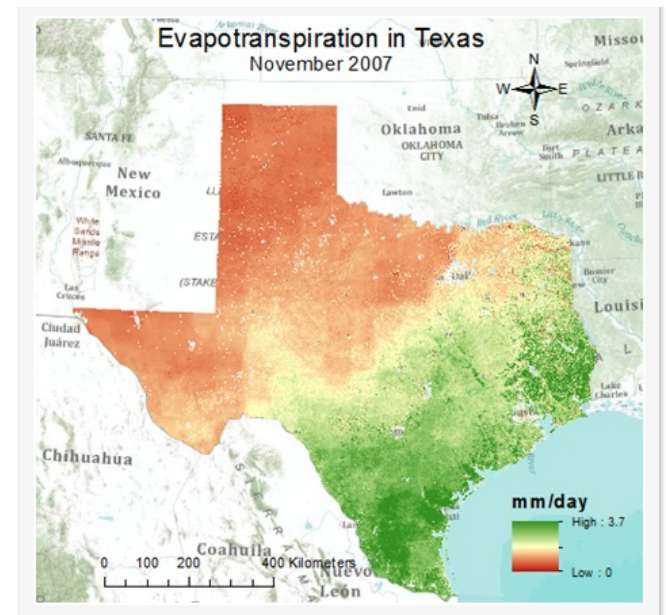 Evapotranspiration in Texas
November 2007
N
W
E
S
Arkansas River
Missou
Springfield
Enid
Tulsa
Broken
Arrow
OZARK
Oklahoma
OKLAHOMA
CITY
Arka
Fort
Smith
PLATEA
SANTA FE
Albuquerque
New
Mexico
LITTLE R
Lawton
White
Sands
Missile
Range
Red River
Las
Cruces
(STAKE
Bossier
City
Ciudad
Juárez
Louisi
Lake
Charles
Chihuahua
SIERRA
Coahuila
Nuevo
León
mm/day
High : 3.7
Low : 0
0 100 200 400 Kilometers